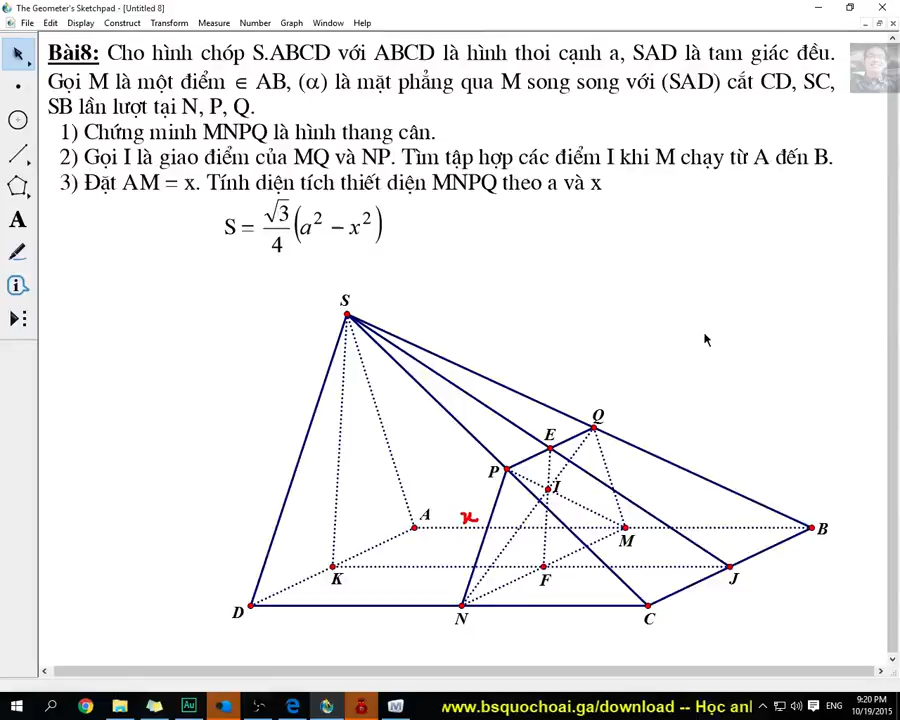 The Geometer's Sketchpad - [Untitled 8]
File Edit Display Construct Transform Measure Number Graph Window Help
Bài8: Cho hình chóp S.ABCD với ABCD là hình thoi cạnh a, SAD là tam giác đều.
Gọi M là một điểm ∈ AB, (α) là mặt phẳng qua M song song với (SAD) cắt CD, SC,
SB lần lượt tại N, P, Q.
1) Chứng minh MNPQ là hình thang cân.
2) Gọi I là giao điểm của MQ và NP. Tìm tập hợp các điểm I khi M chạy từ A đến B.
3) Đặt AM = x. Tính diện tích thiết diện MNPQ theo a và x
S = √3/4 (a² − x²)
S
Q
E
P
I
A
x
M
B
K
F
J
D
N
C
A
i
Au
M
www.bsquochoai.ga/download -- Học anl
ENG
9:20 PM
10/19/2015